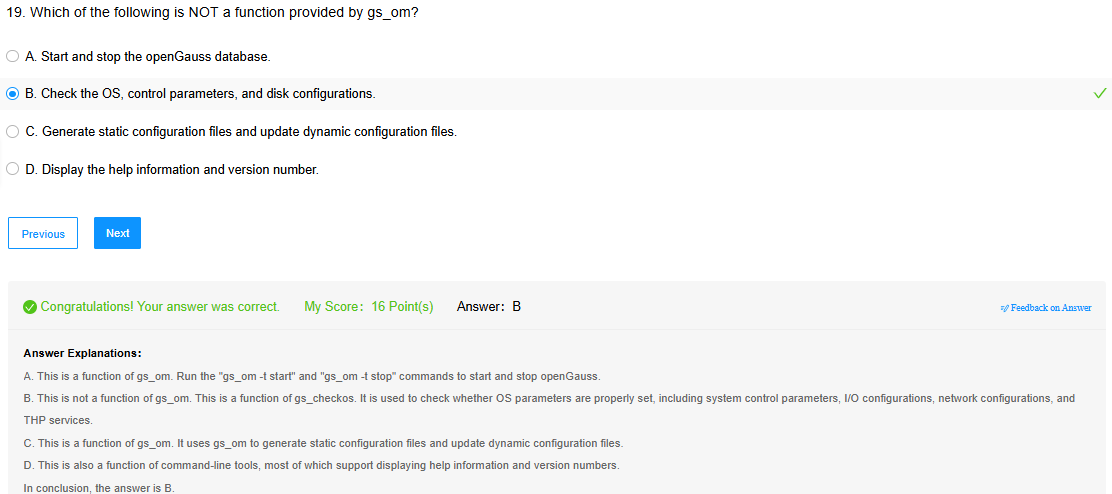 19. Which of the following is NOT a function provided by gs_om?
A. Start and stop the openGauss database.
B. Check the OS, control parameters, and disk configurations.
C. Generate static configuration files and update dynamic configuration files.
D. Display the help information and version number.
Previous Next
Congratulations! Your answer was correct. My Score: 16 Point(s) Answer: B Feedback on Answer
Answer Explanations:
A. This is a function of gs_om. Run the "gs_om -t start" and "gs_om -t stop" commands to start and stop openGauss.
B. This is not a function of gs_om. This is a function of gs_checkos. It is used to check whether OS parameters are properly set, including system control parameters, I/O configurations, network configurations, and
THP services.
C. This is a function of gs_om. It uses gs_om to generate static configuration files and update dynamic configuration files.
D. This is also a function of command-line tools, most of which support displaying help information and version numbers.
In conclusion, the answer is B.